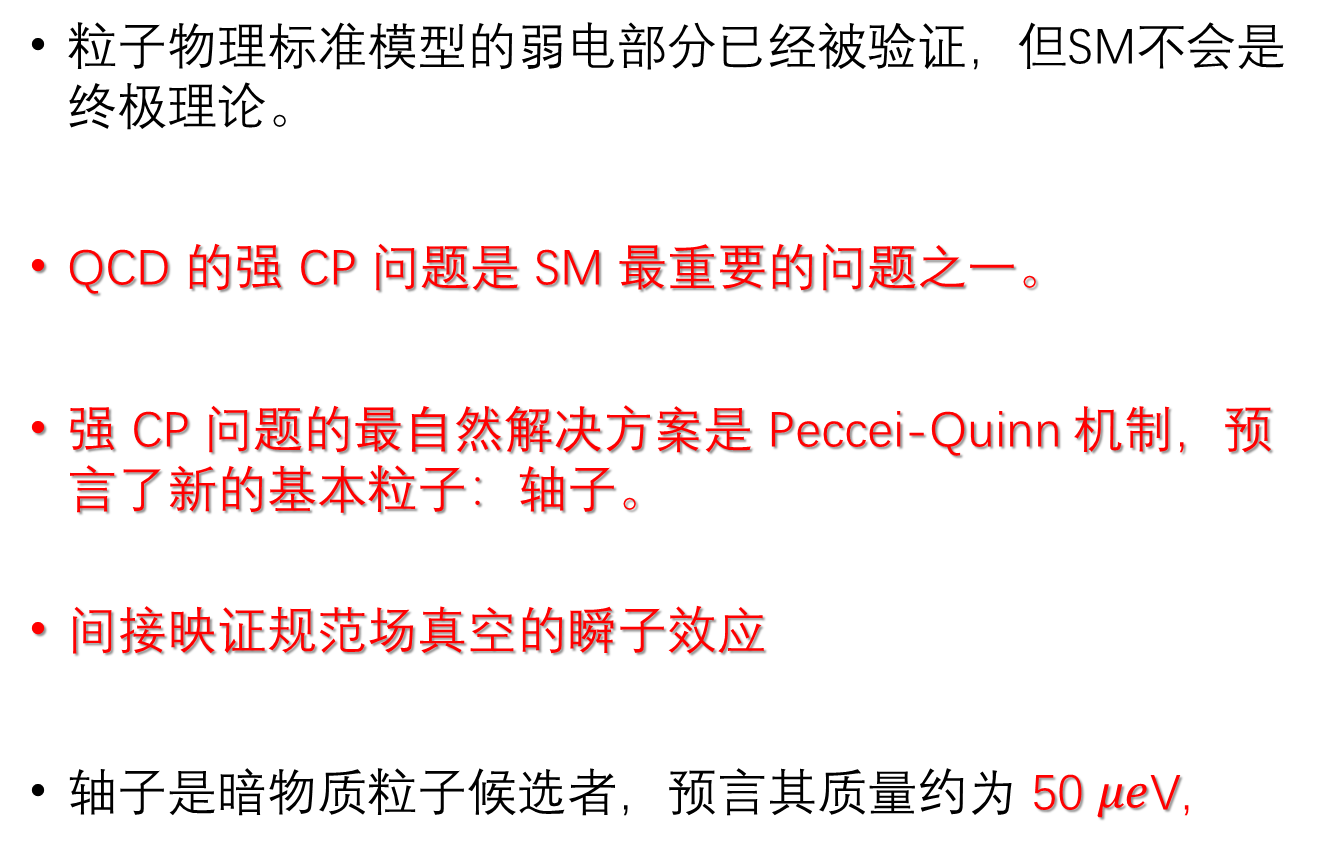 • 粒子物理标准模型的弱电部分已经被验证，但SM不会是
终极理论。
• QCD 的强 CP 问题是 SM 最重要的问题之一。
• 强 CP 问题的最自然解决方案是 Peccei-Quinn 机制，预
言了新的基本粒子：轴子。
• 间接映证规范场真空的瞬子效应
• 轴子是暗物质粒子候选者，预言其质量约为 50 μeV,